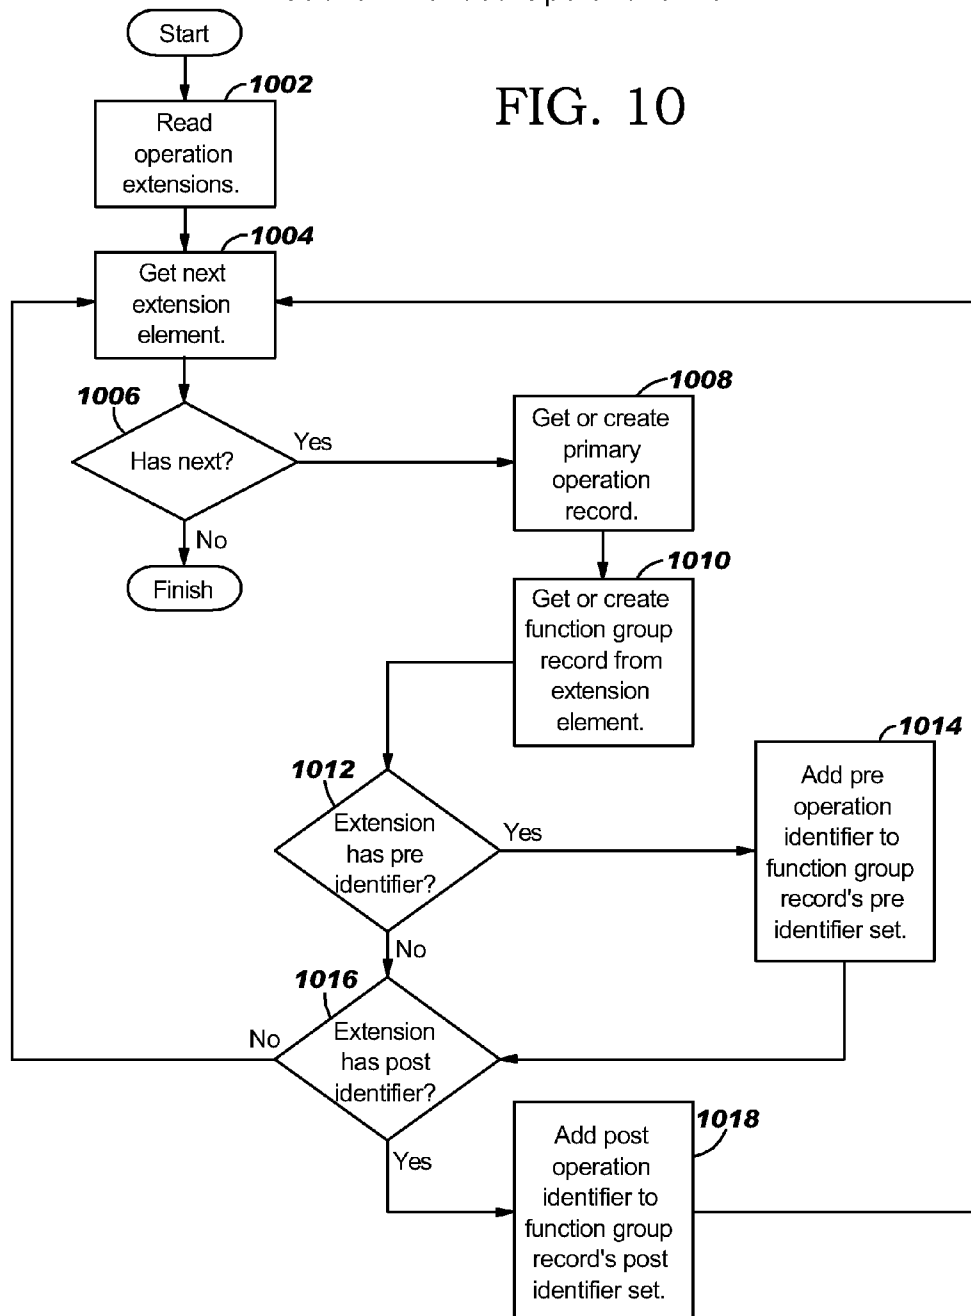 Start
FIG. 10
1002
Read
operation
extensions.
1004
Get next
extension
element.
1006
Has next?
Yes
No
Finish
1008
Get or create
primary
operation
record.
1010
Get or create
function group
record from
extension
element.
1012
Extension
has pre
identifier?
Yes
No
1014
Add pre
operation
identifier to
function group
record's pre
identifier set.
1016
Extension
has post
identifier?
No
Yes
1018
Add post
operation
identifier to
function group
record's post
identifier set.